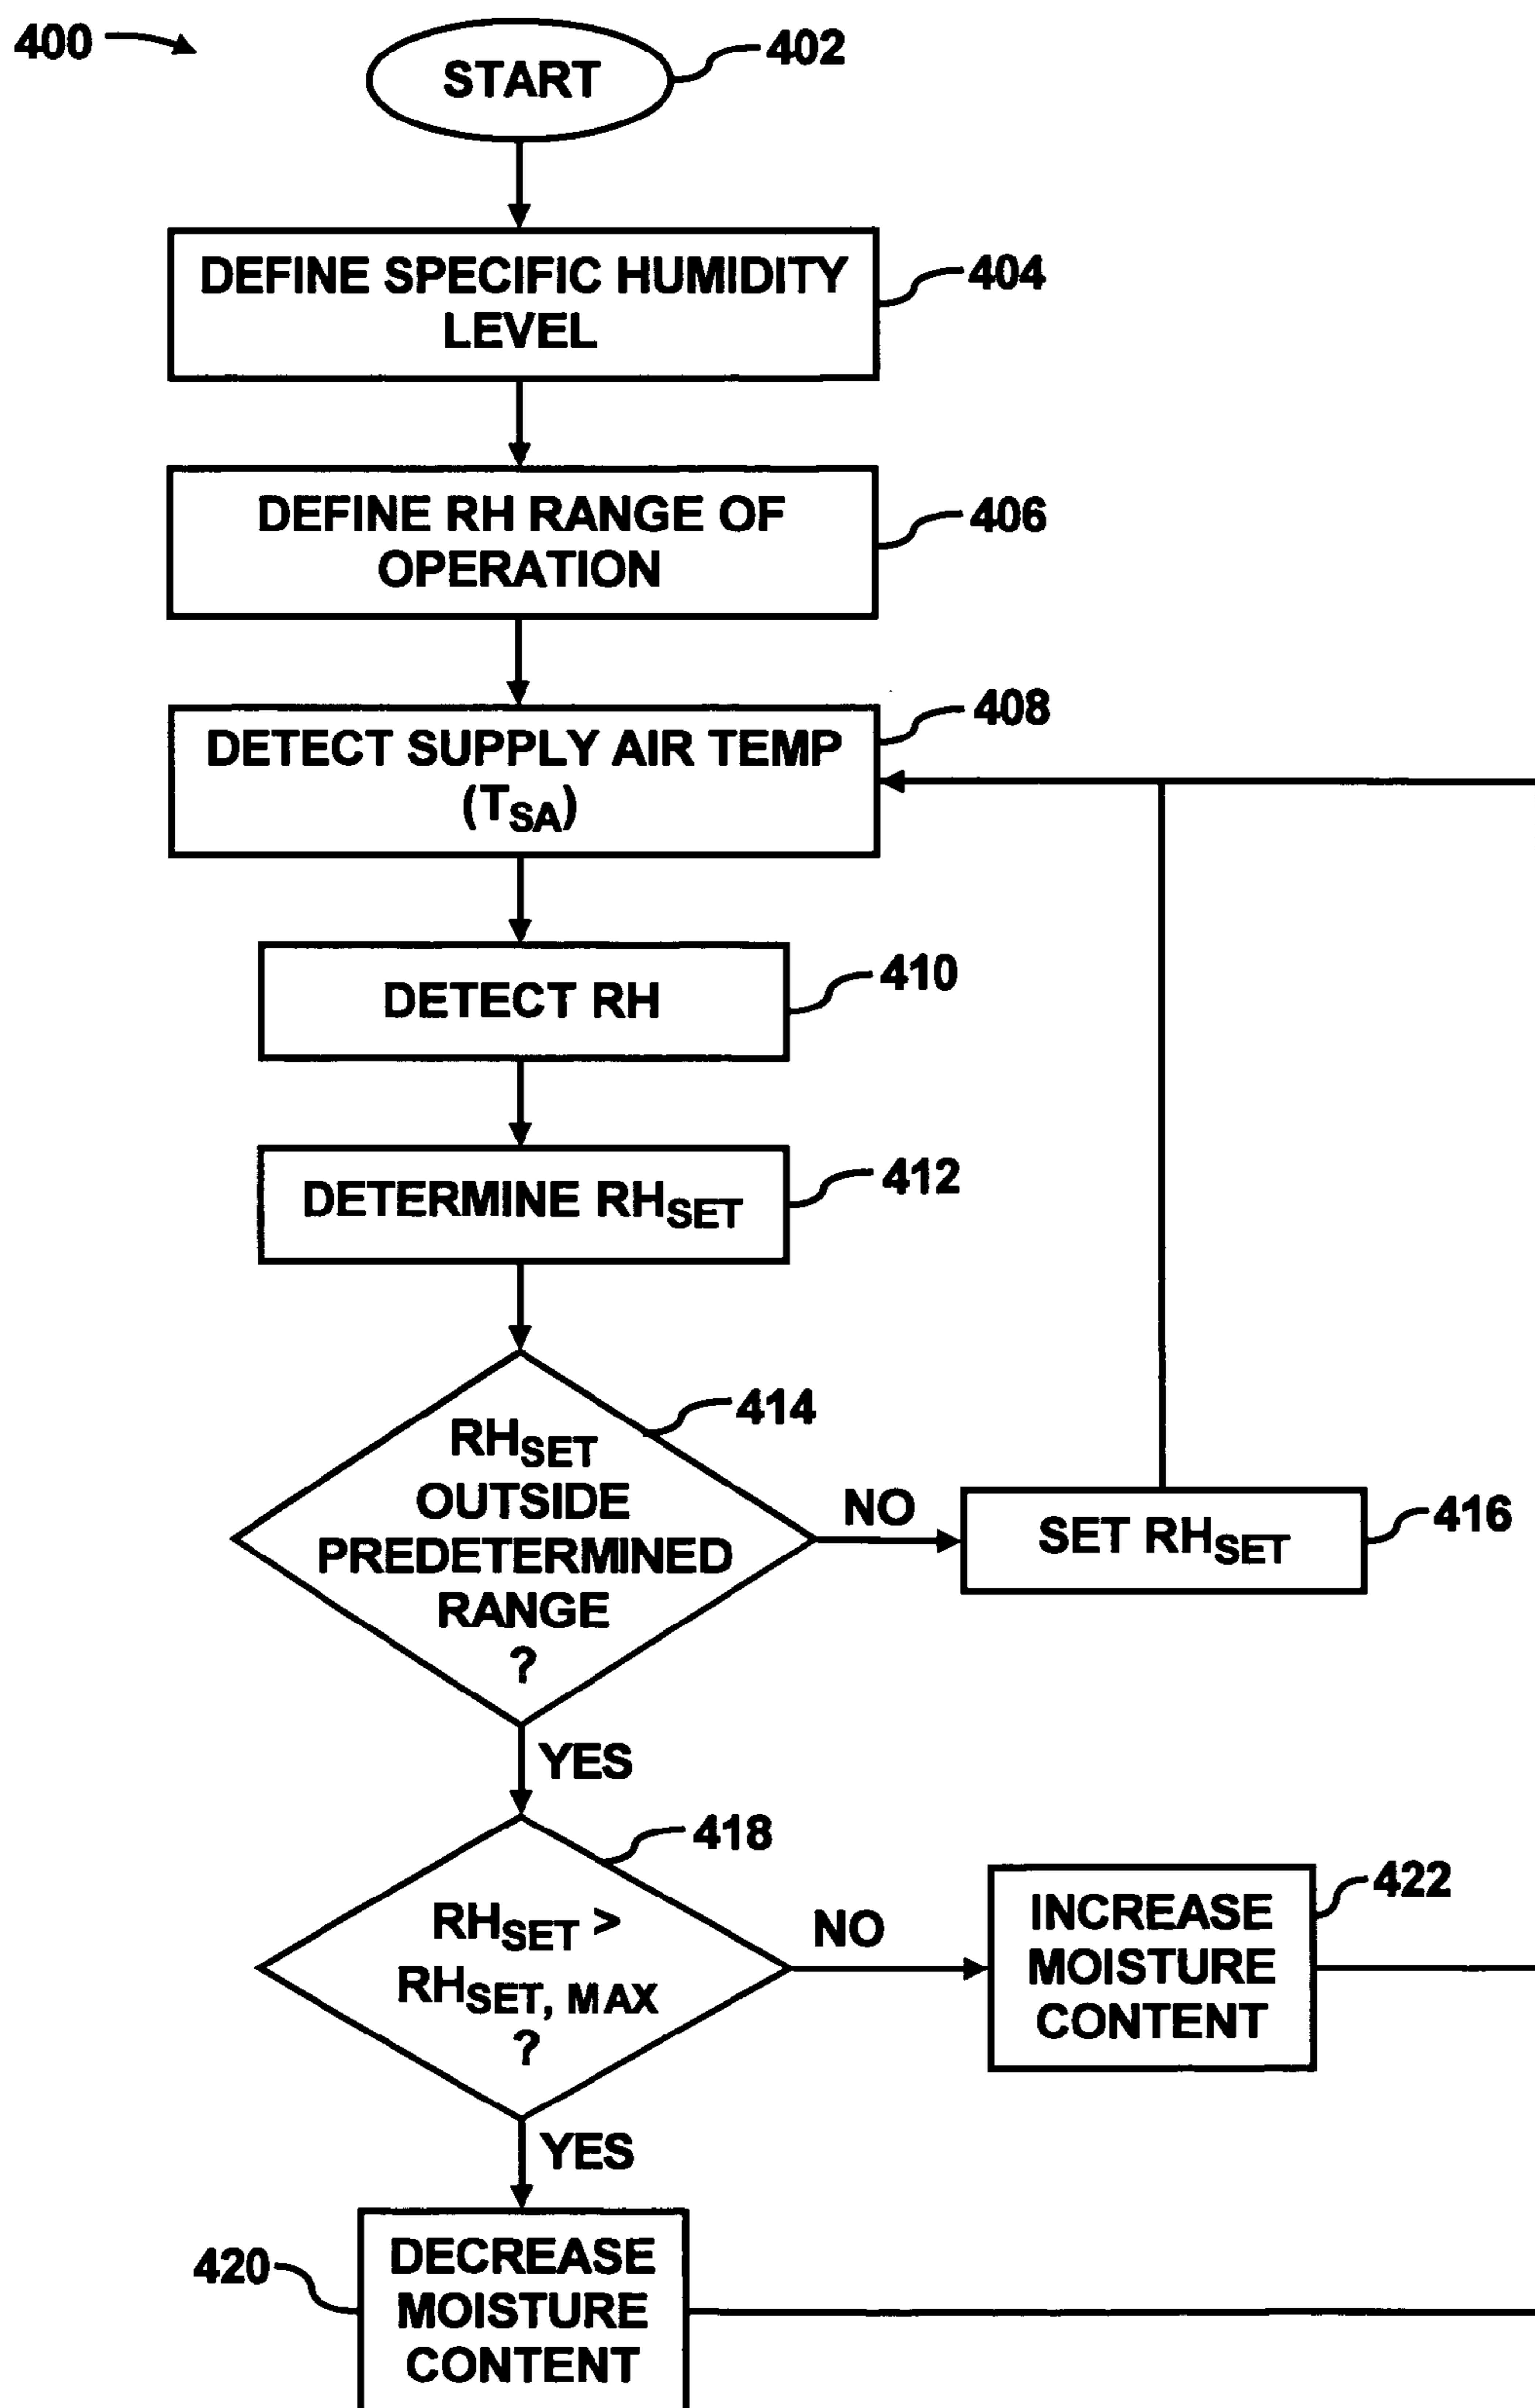 400
START
402
DEFINE SPECIFIC HUMIDITY
LEVEL
404
DEFINE RH RANGE OF
OPERATION
406
DETECT SUPPLY AIR TEMP
(TSA)
408
DETECT RH
410
DETERMINE RHSET
412
RHSET
OUTSIDE
PREDETERMINED
RANGE
?
414
NO
SET RHSET
416
YES
RHSET >
RHSET, MAX
?
418
NO
INCREASE
MOISTURE
CONTENT
422
YES
DECREASE
MOISTURE
CONTENT
420